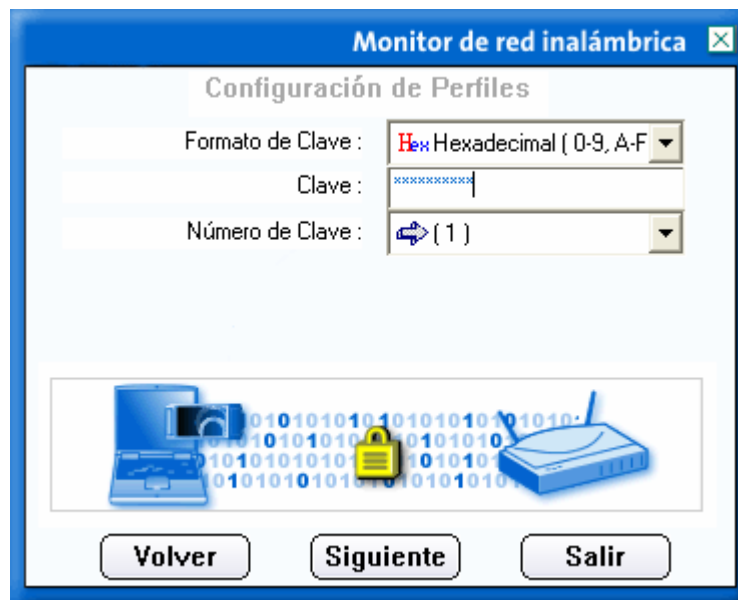 Monitor de red inalámbrica
Configuración de Perfiles
Formato de Clave : Hex Hexadecimal ( 0-9, A-F
Clave : xxxxxxxxxx
Número de Clave : ( 1 )
Volver Siguiente Salir